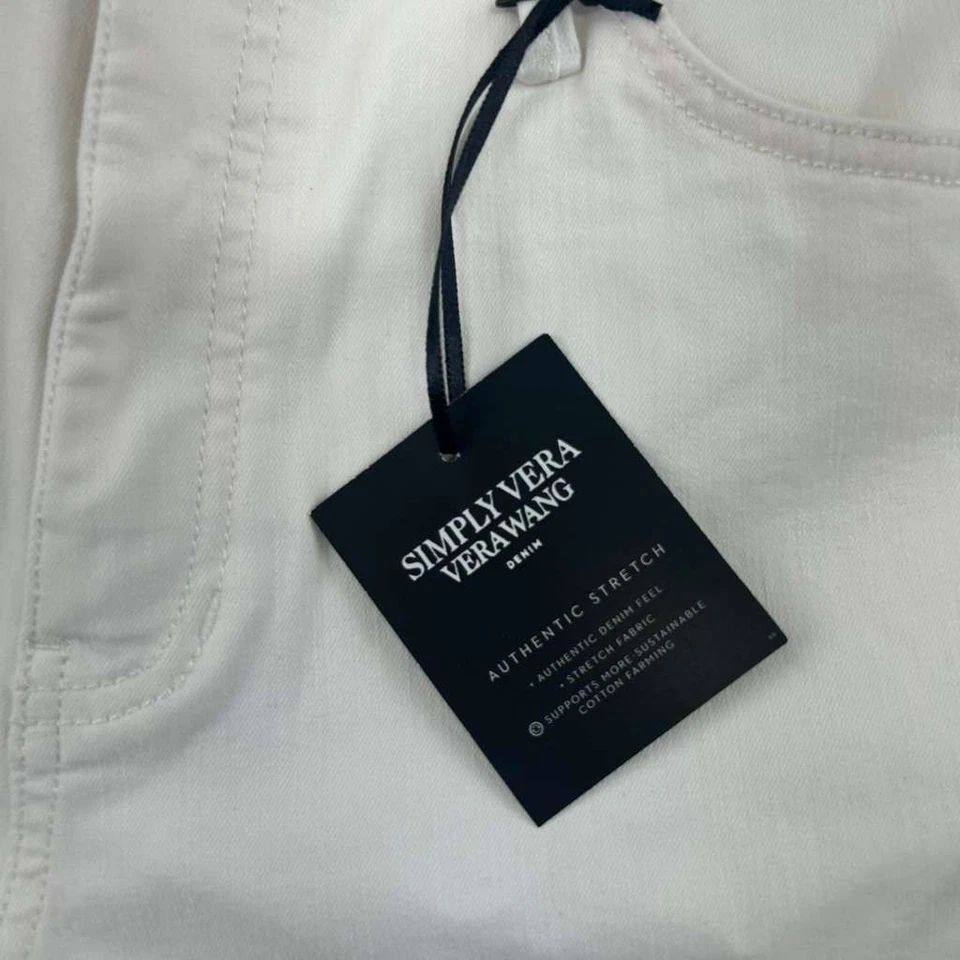 SIMPLY VERA
VERA WANG
DENIM
AUTHENTIC STRETCH
• AUTHENTIC DENIM FEEL
• STRETCH FABRIC
SUPPORTS MORE SUSTAINABLE
COTTON FARMING